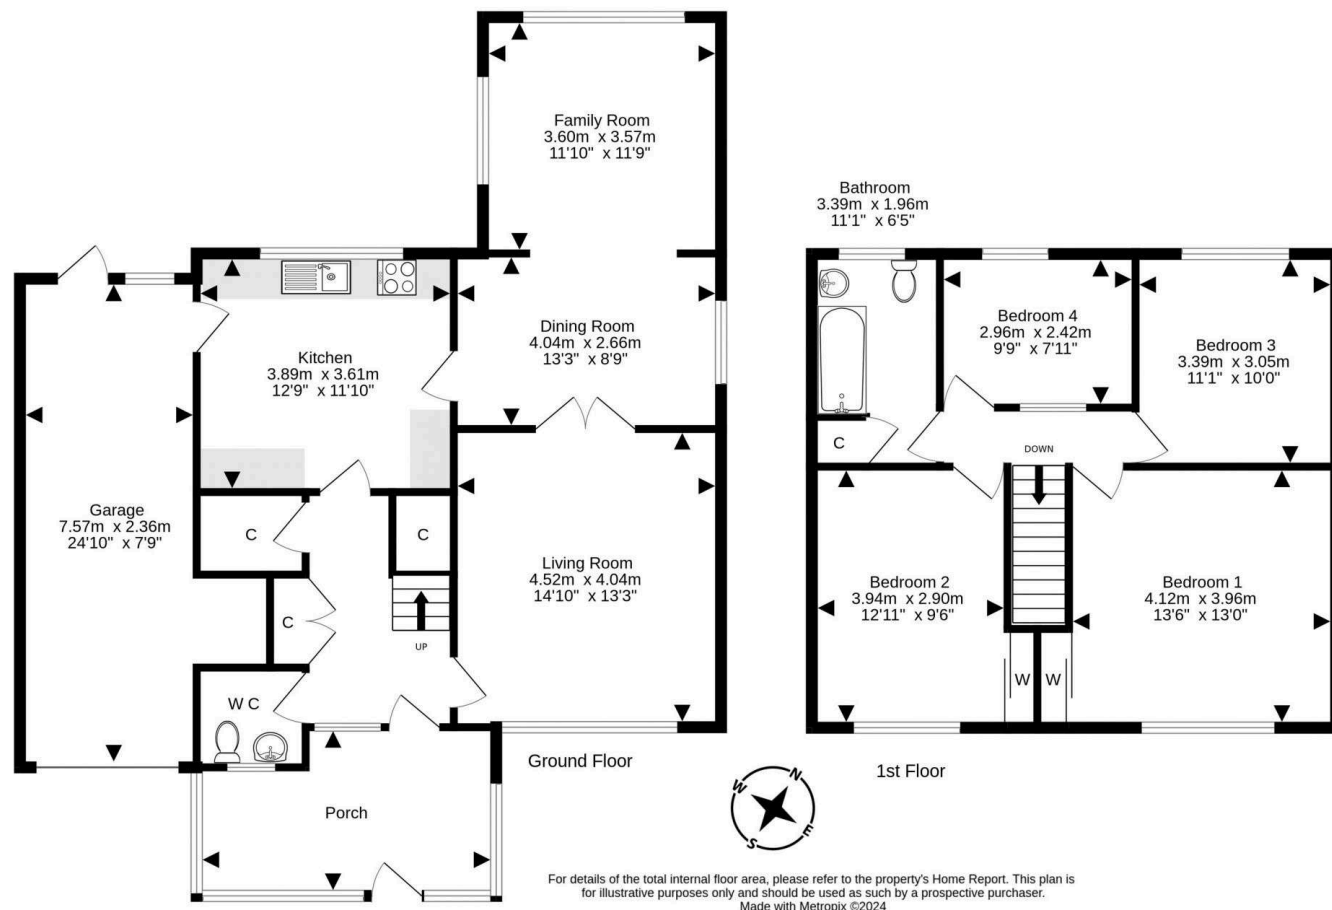 Family Room
3.60m x 3.57m
11'10" x 11'9"
Kitchen
3.89m x 3.61m
12'9" x 11'10"
Dining Room
4.04m x 2.66m
13'3" x 8'9"
Garage
7.57m x 2.36m
24'10" x 7'9"
C
C
C
Living Room
4.52m x 4.04m
14'10" x 13'3"
UP
W C
Porch
Ground Floor
Bathroom
3.39m x 1.96m
11'1" x 6'5"
Bedroom 4
2.96m x 2.42m
9'9" x 7'11"
Bedroom 3
3.39m x 3.05m
11'1" x 10'0"
C
DOWN
Bedroom 2
3.94m x 2.90m
12'11" x 9'6"
Bedroom 1
4.12m x 3.96m
13'6" x 13'0"
W
W
1st Floor
N
W
E
S
For details of the total internal floor area, please refer to the property's Home Report. This plan is
for illustrative purposes only and should be used as such by a prospective purchaser.
Made with Metropix ©2024